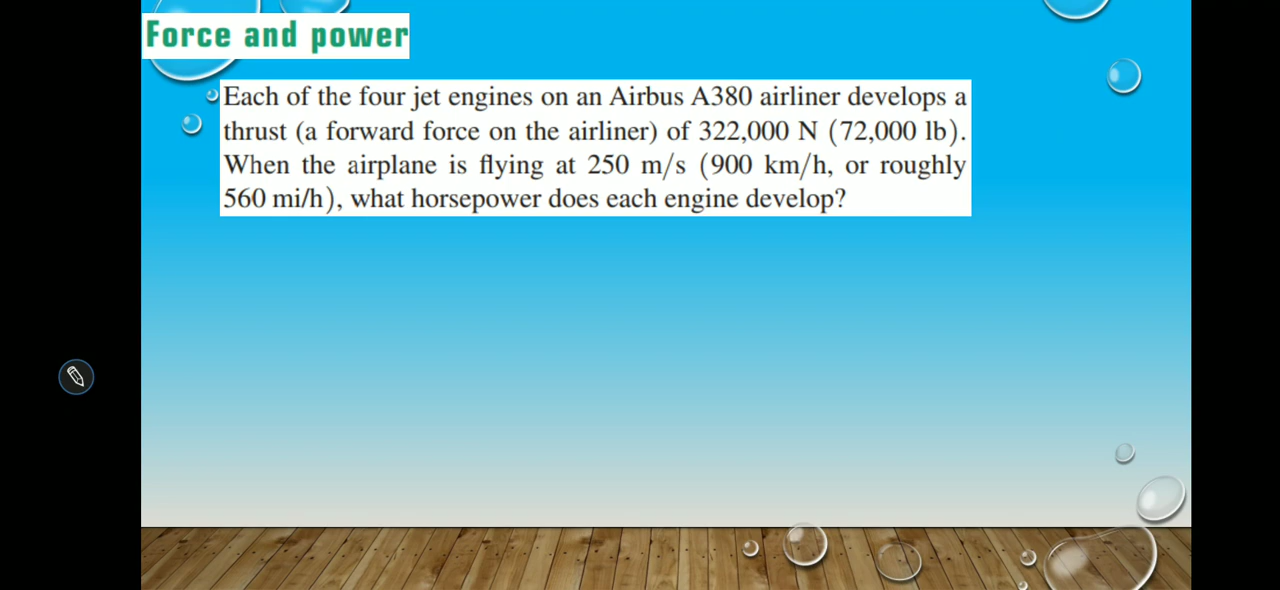 Force and power
Each of the four jet engines on an Airbus A380 airliner develops a
thrust (a forward force on the airliner) of 322,000 N (72,000 lb).
When the airplane is flying at 250 m/s (900 km/h, or roughly
560 mi/h), what horsepower does each engine develop?